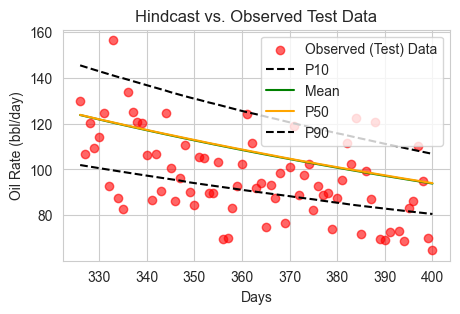 Hindcast vs. Observed Test Data
Oil Rate (bbl/day)
160
140
120
100
80
Observed (Test) Data
P10
Mean
P50
P90
330 340 350 360 370 380 390 400
Days